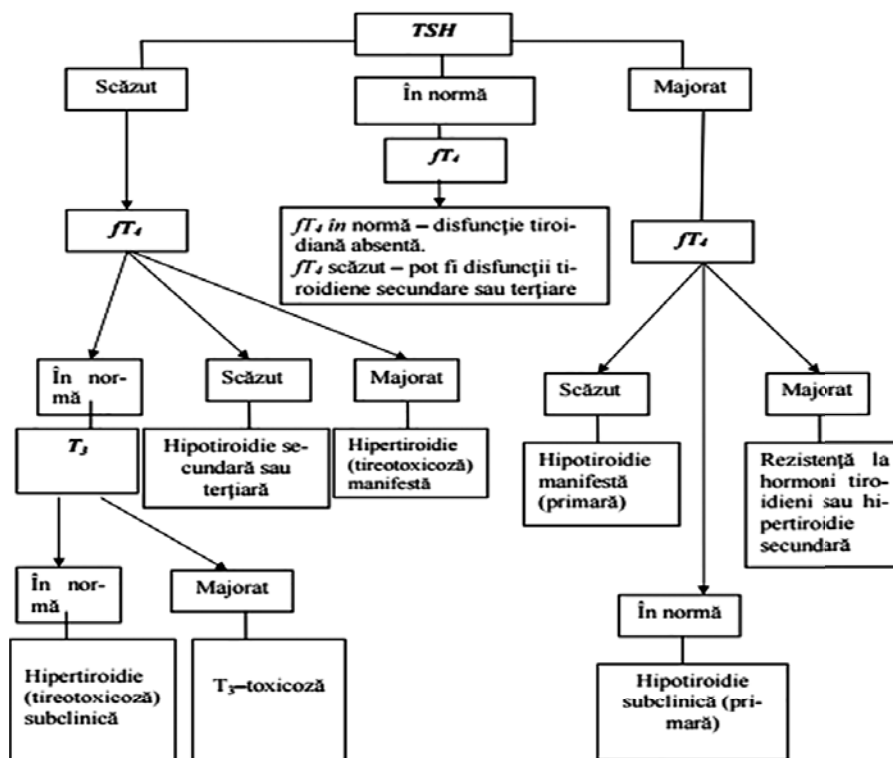 TSH
Scăzut
În normă
Majorat
fT₄
fT₄ în normă – disfuncție tiroi-
diană absentă.
fT₄ scăzut – pot fi disfuncții ti-
roidiene secundare sau terțiare
fT₄
fT₄
În nor-
mă
Scăzut
Majorat
T₃
Hipotiroidie se-
cundară sau
terțiară
Hipertiroidie
(tireotoxicoză)
manifestă
Scăzut
Majorat
Hipotiroidie
manifestă
(primară)
Rezistență la
hormoni tiro-
idieni sau hi-
pertiroidie
secundară
În nor-
mă
Majorat
În normă
Hipertiroidie
(tireotoxicoză)
subclinică
T₃–toxicoză
Hipotiroidie
subclinică (pri-
mară)